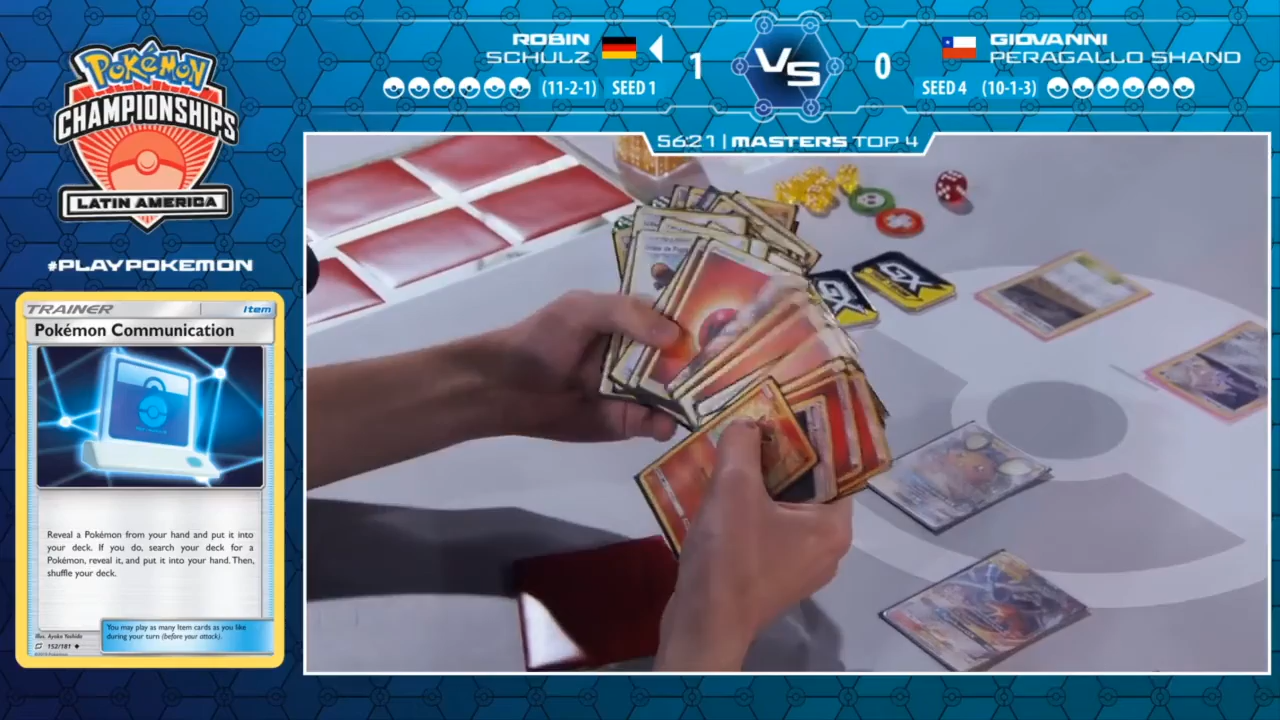 POKÉMON
CHAMPIONSHIPS
LATIN AMERICA
#PLAYPOKEMON
ROBIN
SCHULZ
(11-2-1) SEED 1
1
VS
0
GIOVANNI
PERAGALLO SHAND
SEED 4 (10-1-3)
56:21 | MASTERS TOP 4
TRAINER Item
Pokémon Communication
Reveal a Pokémon from your hand and put it into
your deck. If you do, search your deck for a
Pokémon, reveal it, and put it into your hand. Then,
shuffle your deck.
You may play as many Item cards as you like
during your turn (before your attack).
Illus. Ayaka Yoshida
152/181
GX
GX